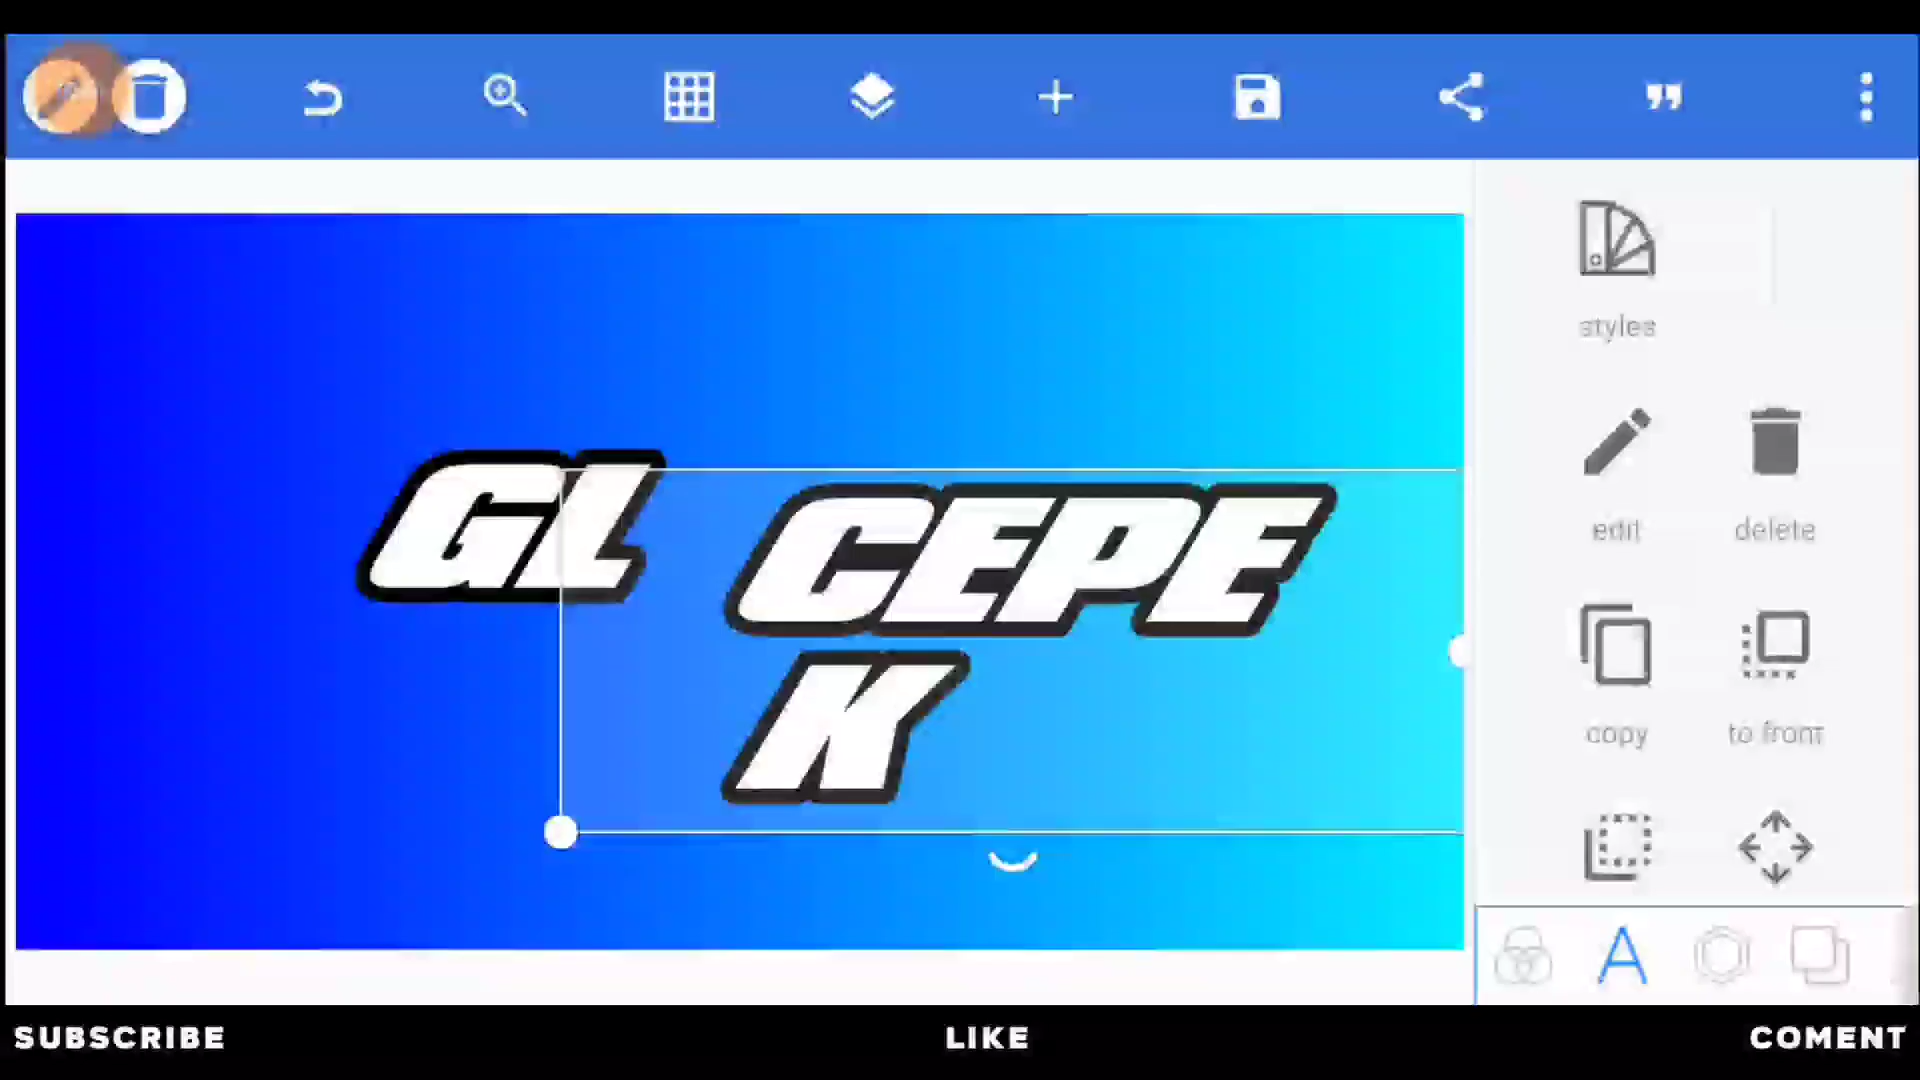 styles
GL
CEPE
K
edit
delete
copy
to front
SUBSCRIBE
LIKE
COMENT